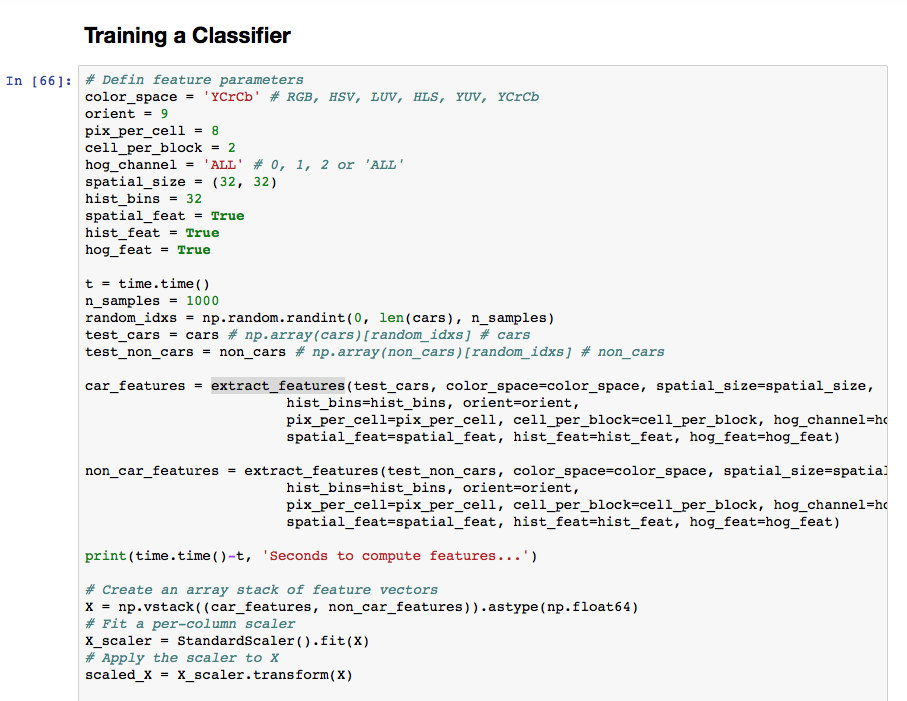 Training a Classifier
In [66]:
# Defin feature parameters
color_space = 'YCrCb' # RGB, HSV, LUV, HLS, YUV, YCrCb
orient = 9
pix_per_cell = 8
cell_per_block = 2
hog_channel = 'ALL' # 0, 1, 2 or 'ALL'
spatial_size = (32, 32)
hist_bins = 32
spatial_feat = True
hist_feat = True
hog_feat = True
t = time.time()
n_samples = 1000
random_idxs = np.random.randint(0, len(cars), n_samples)
test_cars = cars # np.array(cars)[random_idxs] # cars
test_non_cars = non_cars # np.array(non_cars)[random_idxs] # non_cars
car_features = extract_features(test_cars, color_space=color_space, spatial_size=spatial_size,
hist_bins=hist_bins, orient=orient,
pix_per_cell=pix_per_cell, cell_per_block=cell_per_block, hog_channel=
spatial_feat=spatial_feat, hist_feat=hist_feat, hog_feat=hog_feat)
non_car_features = extract_features(test_non_cars, color_space=color_space, spatial_size=spatial
hist_bins=hist_bins, orient=orient,
pix_per_cell=pix_per_cell, cell_per_block=cell_per_block, hog_channel=
spatial_feat=spatial_feat, hist_feat=hist_feat, hog_feat=hog_feat)
print(time.time()-t, 'Seconds to compute features...')
# Create an array stack of feature vectors
X = np.vstack((car_features, non_car_features)).astype(np.float64)
# Fit a per-column scaler
X_scaler = StandardScaler().fit(X)
# Apply the scaler to X
scaled_X = X_scaler.transform(X)